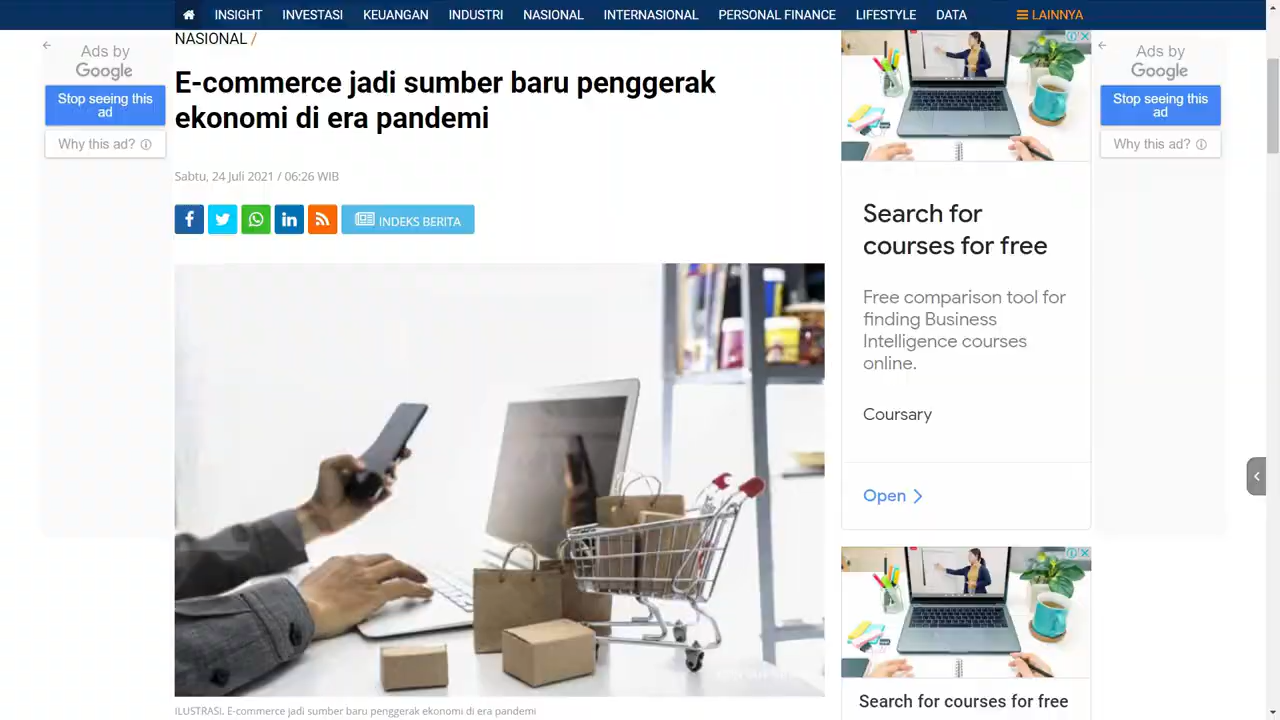 INSIGHT INVESTASI KEUANGAN INDUSTRI NASIONAL INTERNASIONAL PERSONAL FINANCE LIFESTYLE DATA LAINNYA
Ads by
Google
Stop seeing this
ad
Why this ad?
NASIONAL /
E-commerce jadi sumber baru penggerak
ekonomi di era pandemi
Sabtu, 24 Juli 2021 / 06:26 WIB
INDEKS BERITA
ILUSTRASI. E-commerce jadi sumber baru penggerak ekonomi di era pandemi
Search for
courses for free
Free comparison tool for
finding Business
Intelligence courses
online.
Coursary
Open
Search for courses for free
Ads by
Google
Stop seeing this
ad
Why this ad?